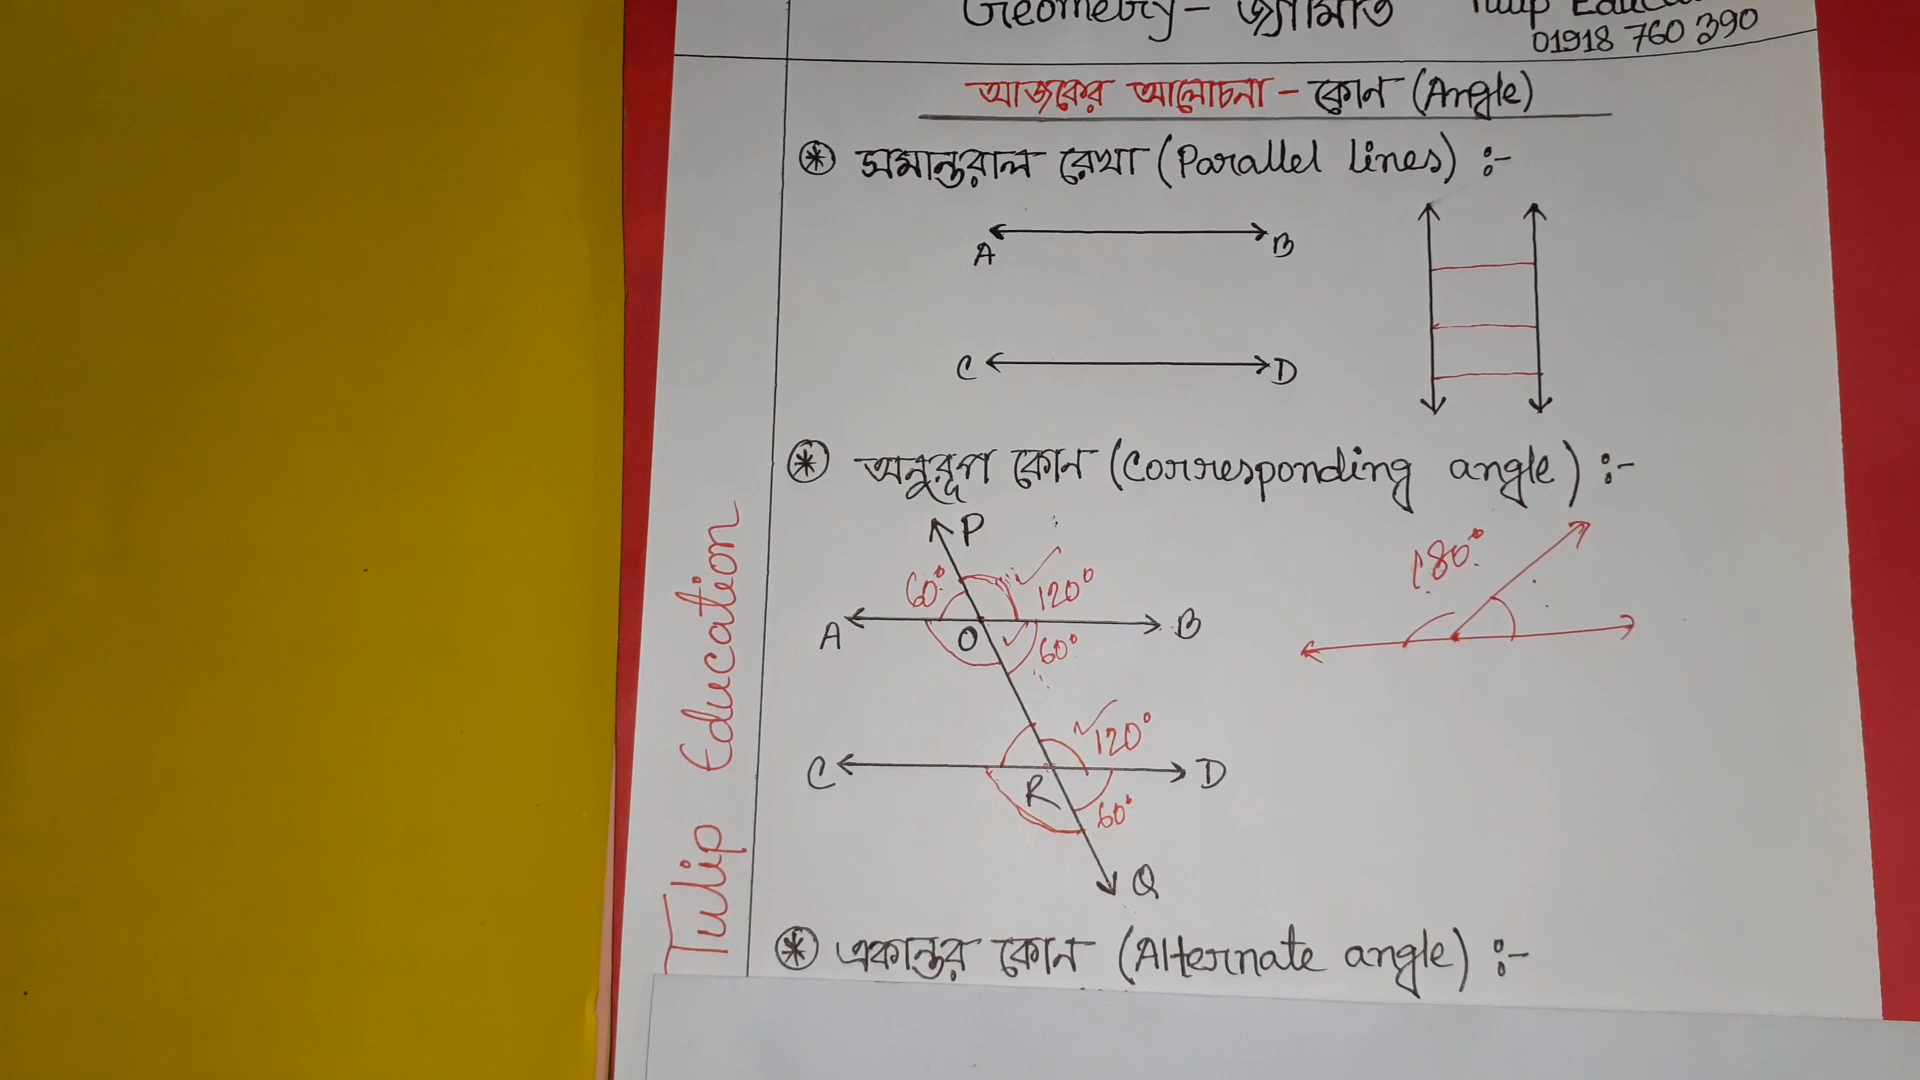 Geometry - জ্যামিতি
Tulip
01918 760 390
আজকের আলোচনা - কোন (Angle)
সমান্তরাল রেখা (Parallel lines) :-
A B
C D
অনুরূপ কোন (Corresponding angle) :-
P
60° 120°
A O B
60°
180°
120°
C R D
60°
Q
একান্তর কোন (Alternate angle) :-
Tulip Education